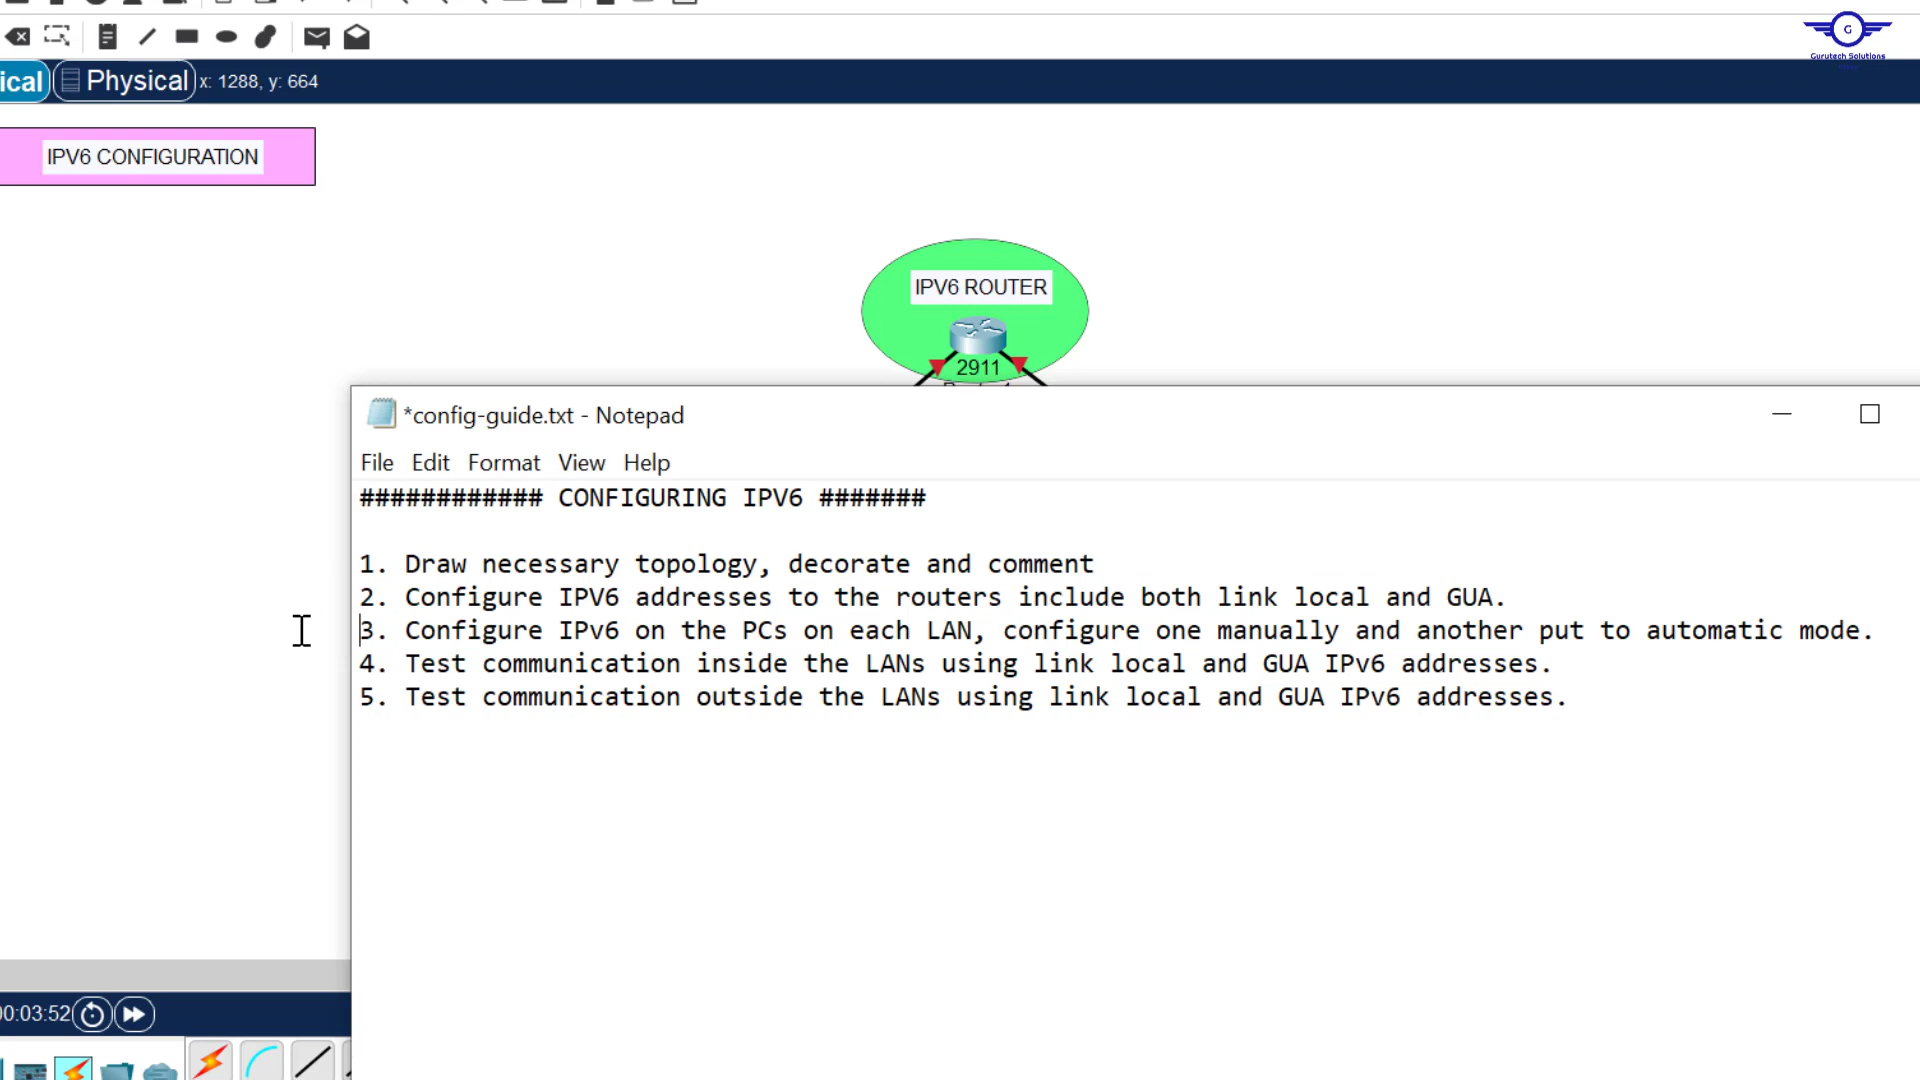 G
Gurutech Solutions
ical Physical x: 1288, y: 664
IPV6 CONFIGURATION
IPV6 ROUTER
2911
*config-guide.txt - Notepad
File Edit Format View Help
############ CONFIGURING IPV6 #######
1. Draw necessary topology, decorate and comment
2. Configure IPV6 addresses to the routers include both link local and GUA.
3. Configure IPv6 on the PCs on each LAN, configure one manually and another put to automatic mode.
4. Test communication inside the LANs using link local and GUA IPv6 addresses.
5. Test communication outside the LANs using link local and GUA IPv6 addresses.
0:03:52